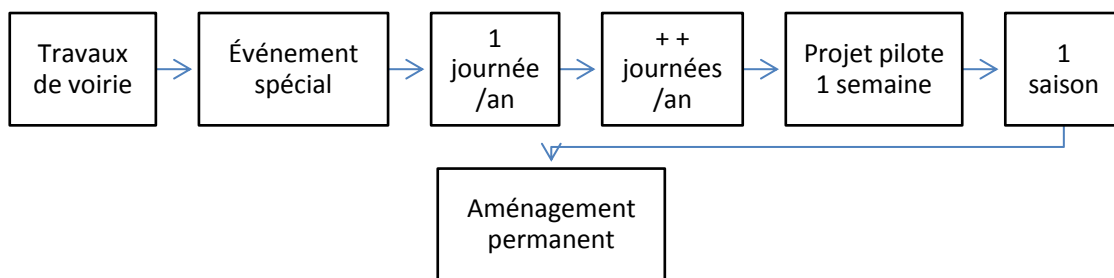 Travaux
de voirie
Événement
spécial
1
journée
/an
+ +
journées
/an
Projet pilote
1 semaine
1
saison
Aménagement
permanent